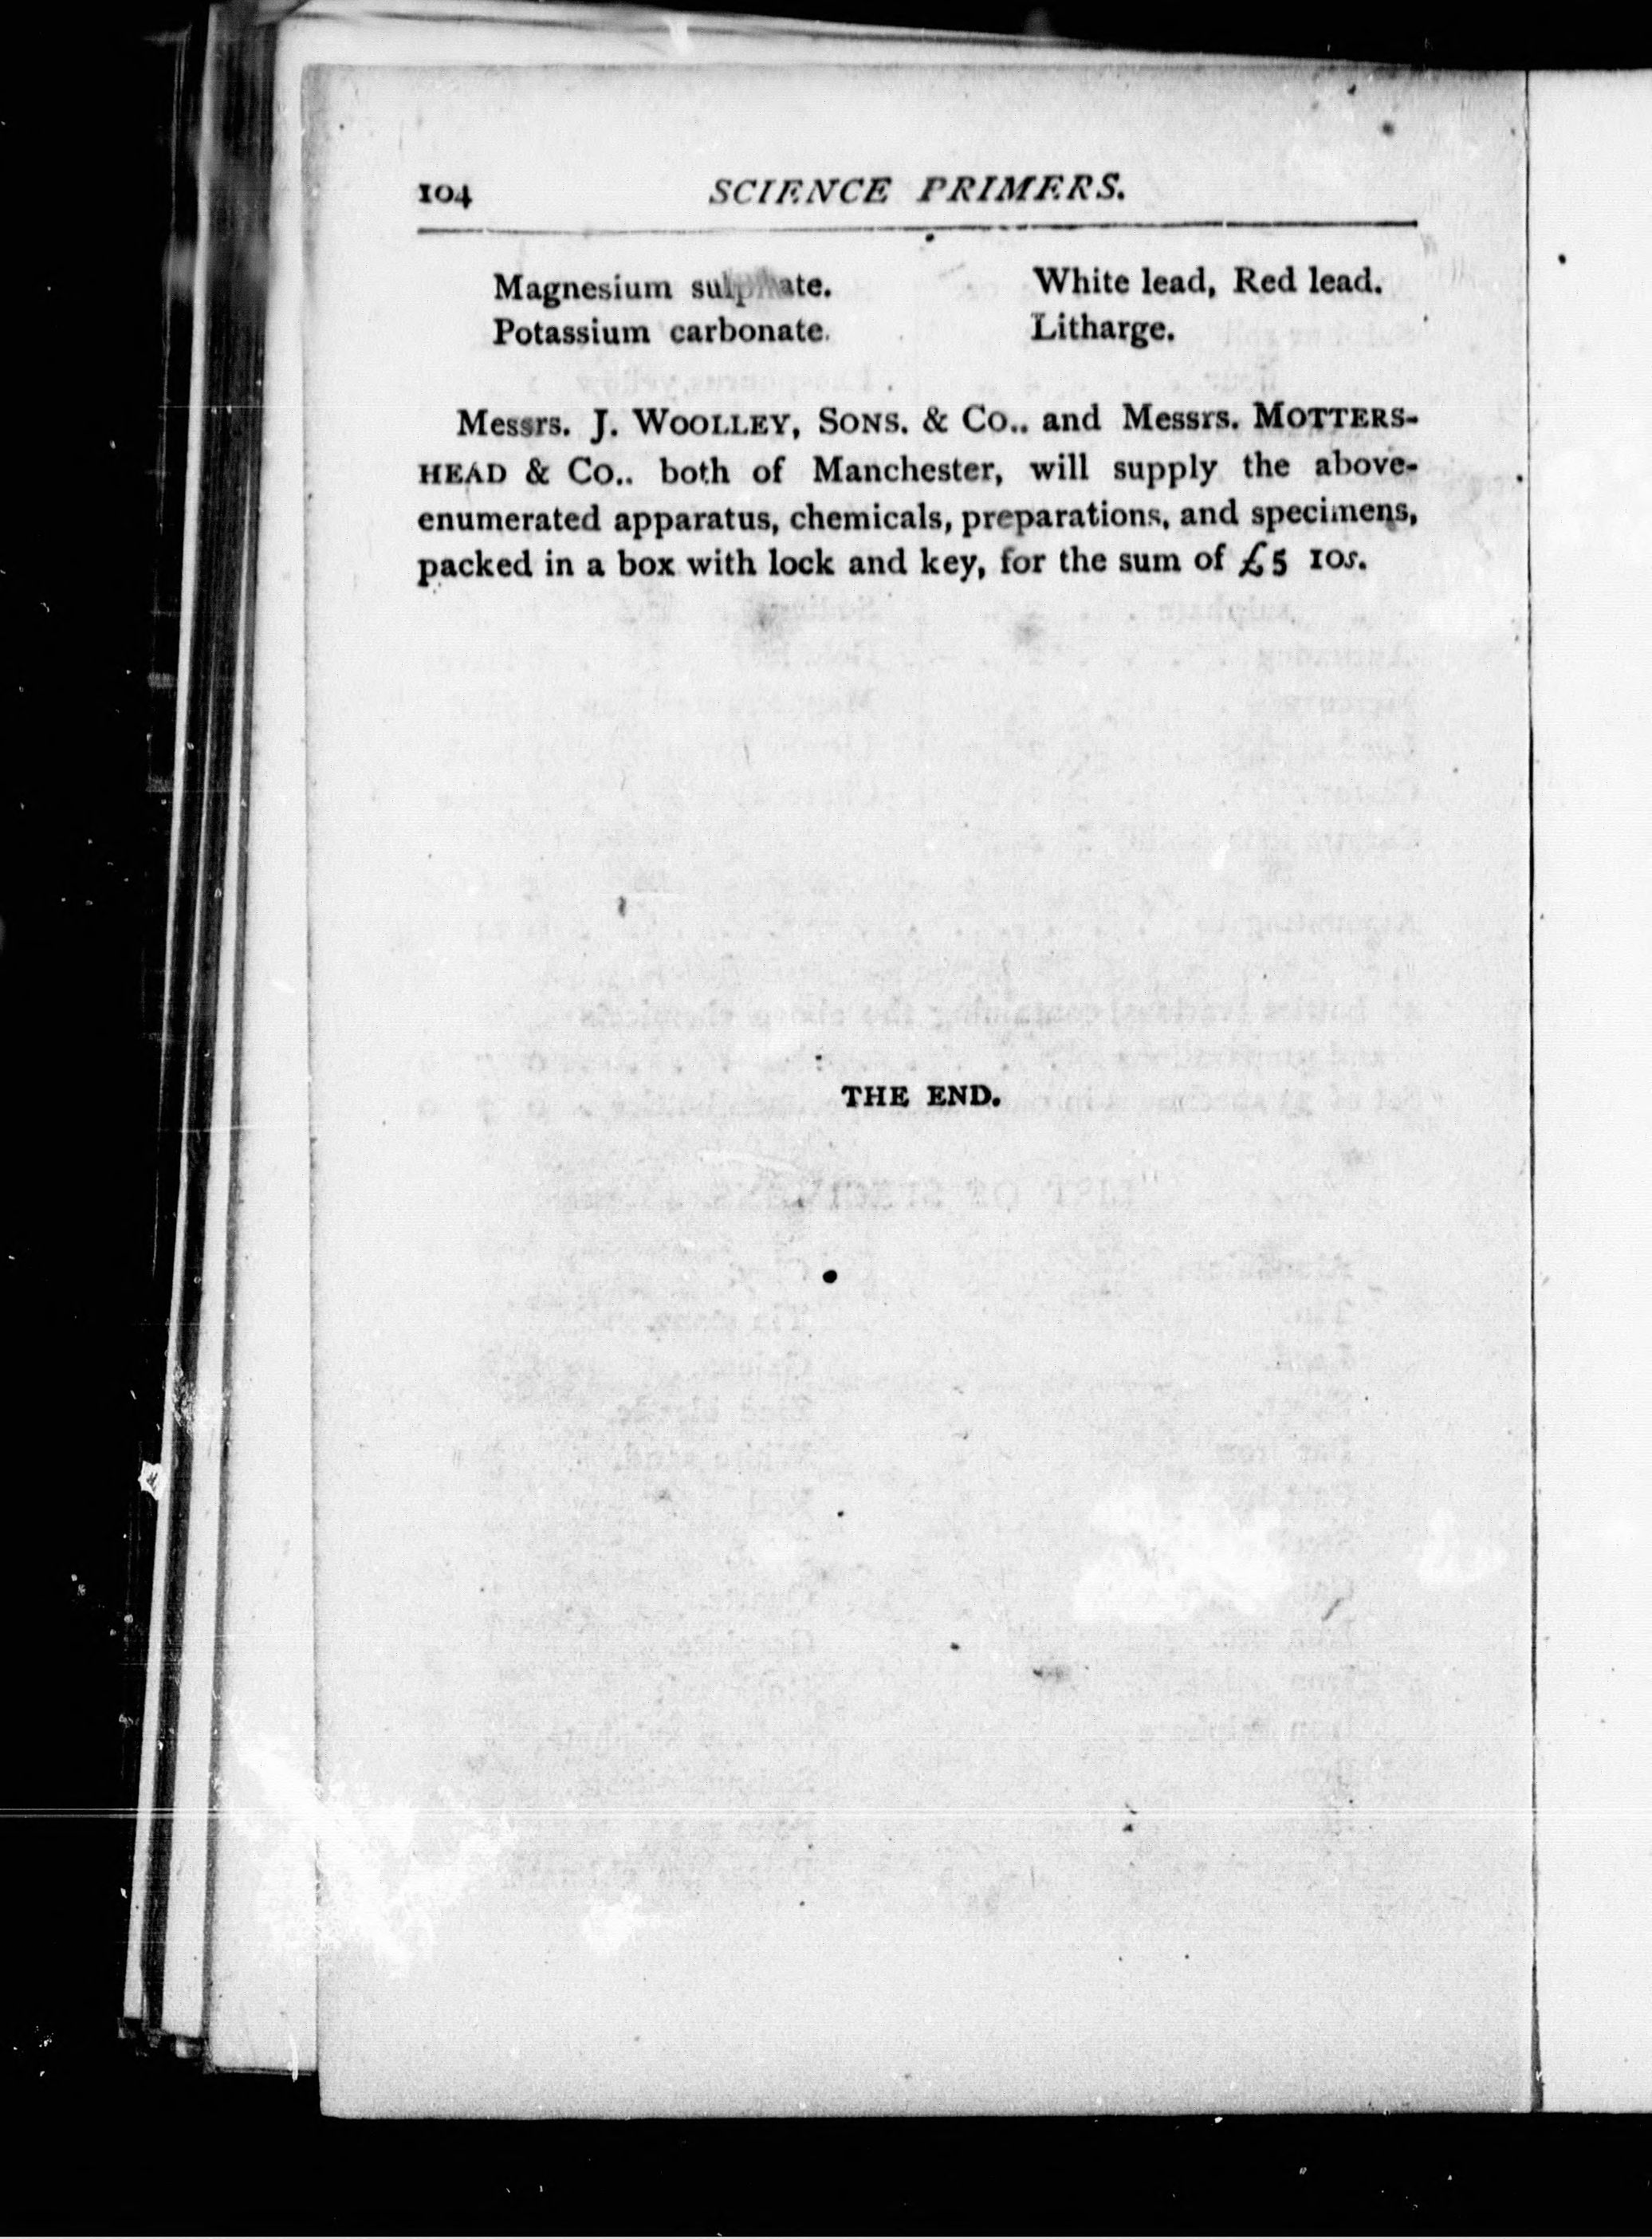 104 SCIENCE PRIMERS.
Magnesium sulphate. White lead, Red lead.
Potassium carbonate. Litharge.
Messrs. J. WOOLLEY, SONS. & Co.. and Messrs. MOTTERS-
HEAD & Co.. both of Manchester, will supply the above-
enumerated apparatus, chemicals, preparations, and specimens,
packed in a box with lock and key, for the sum of £5 10s.
THE END.